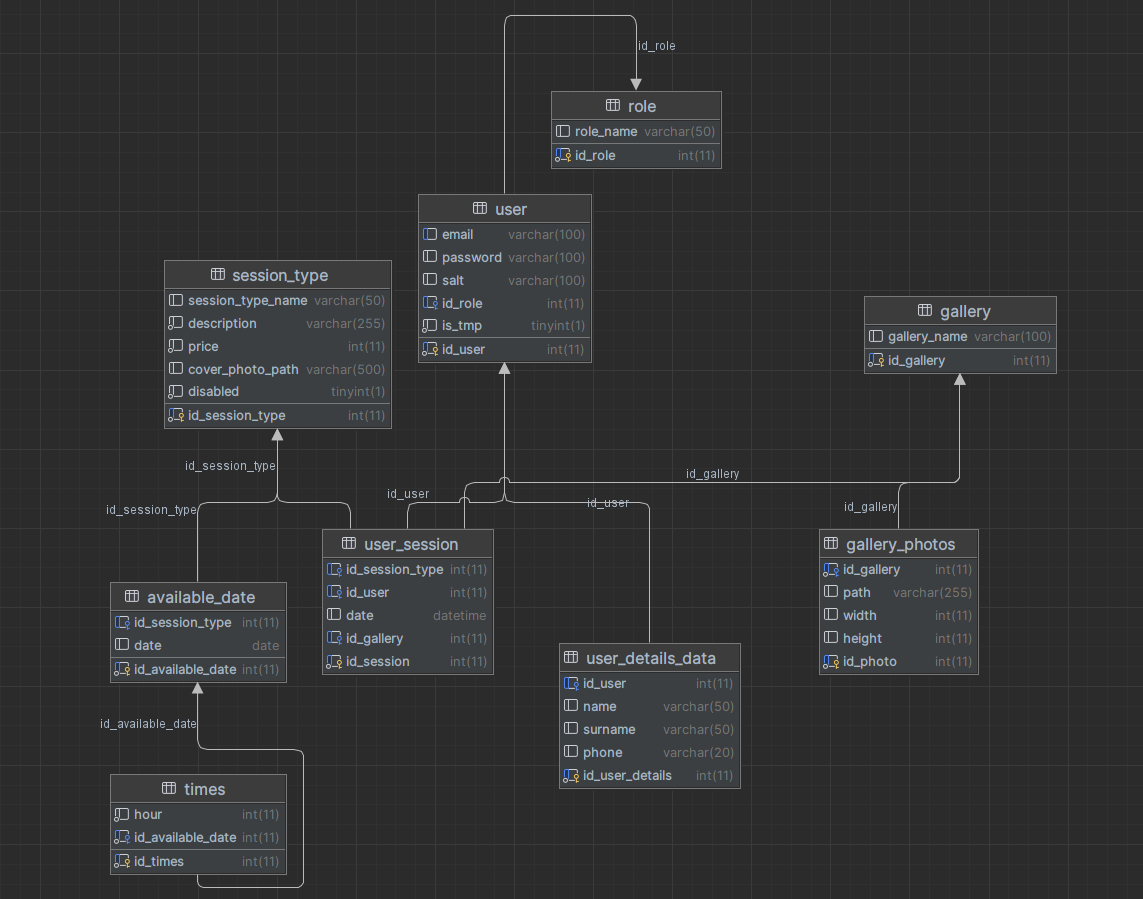 id_role
role
role_name varchar(50)
id_role int(11)
user
email varchar(100)
password varchar(100)
salt varchar(100)
id_role int(11)
is_tmp tinyint(1)
id_user int(11)
session_type
session_type_name varchar(50)
description varchar(255)
price int(11)
cover_photo_path varchar(500)
disabled tinyint(1)
id_session_type int(11)
gallery
gallery_name varchar(100)
id_gallery int(11)
id_session_type
id_gallery
id_user
id_user
id_session_type
id_gallery
user_session
id_session_type int(11)
id_user int(11)
date datetime
id_gallery int(11)
id_session int(11)
gallery_photos
id_gallery int(11)
path varchar(255)
width int(11)
height int(11)
id_photo int(11)
available_date
id_session_type int(11)
date date
id_available_date int(11)
user_details_data
id_user int(11)
name varchar(50)
surname varchar(50)
phone varchar(20)
id_user_details int(11)
id_available_date
times
hour int(11)
id_available_date int(11)
id_times int(11)